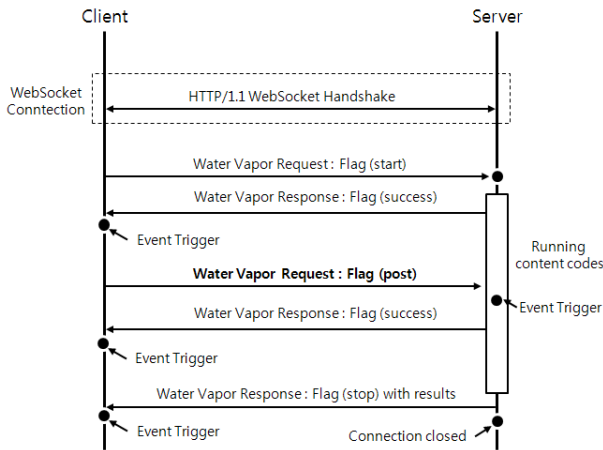 Client
Server
WebSocket
Conntection
HTTP/1.1 WebSocket Handshake
Water Vapor Request : Flag (start)
Water Vapor Response : Flag (success)
Event Trigger
Running
content codes
Water Vapor Request : Flag (post)
Event Trigger
Water Vapor Response : Flag (success)
Event Trigger
Water Vapor Response : Flag (stop) with results
Event Trigger
Connection closed